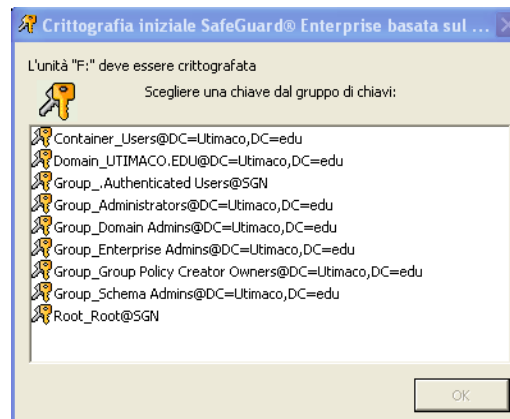 Crittografia iniziale SafeGuard® Enterprise basata sul ...
L'unità "F:" deve essere crittografata
Scegliere una chiave dal gruppo di chiavi:
Container_Users@DC=Utimaco,DC=edu
Domain_UTIMACO.EDU@DC=Utimaco,DC=edu
Group_.Authenticated Users@SGN
Group_Administrators@DC=Utimaco,DC=edu
Group_Domain Admins@DC=Utimaco,DC=edu
Group_Enterprise Admins@DC=Utimaco,DC=edu
Group_Group Policy Creator Owners@DC=Utimaco,DC=edu
Group_Schema Admins@DC=Utimaco,DC=edu
Root_Root@SGN
OK